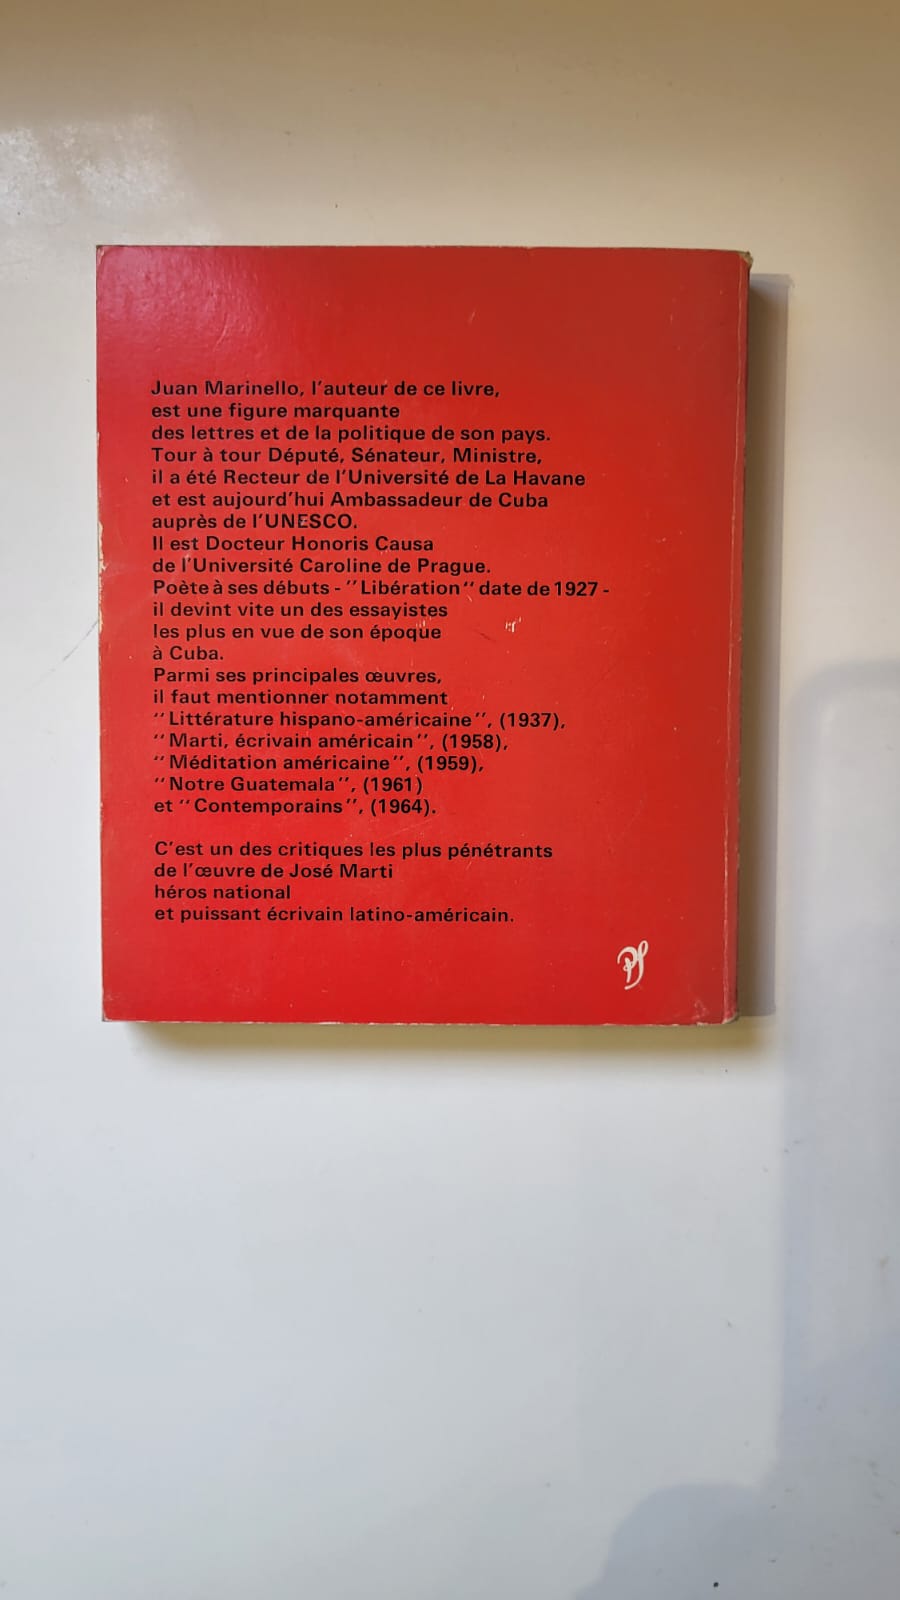 Juan Marinello, l'auteur de ce livre,
est une figure marquante
des lettres et de la politique de son pays.
Tour à tour Député, Sénateur, Ministre,
il a été Recteur de l'Université de La Havane
et est aujourd'hui Ambassadeur de Cuba
auprès de l'UNESCO.
Il est Docteur Honoris Causa
de l'Université Caroline de Prague.
Poète à ses débuts - "Libération" date de 1927 -
il devint vite un des essayistes
les plus en vue de son époque
à Cuba.
Parmi ses principales œuvres,
il faut mentionner notamment
"Littérature hispano-américaine", (1937),
"Marti, écrivain américain", (1958),
"Méditation américaine", (1959),
"Notre Guatemala", (1961)
et "Contemporains", (1964).
C'est un des critiques les plus pénétrants
de l'œuvre de José Marti
héros national
et puissant écrivain latino-américain.